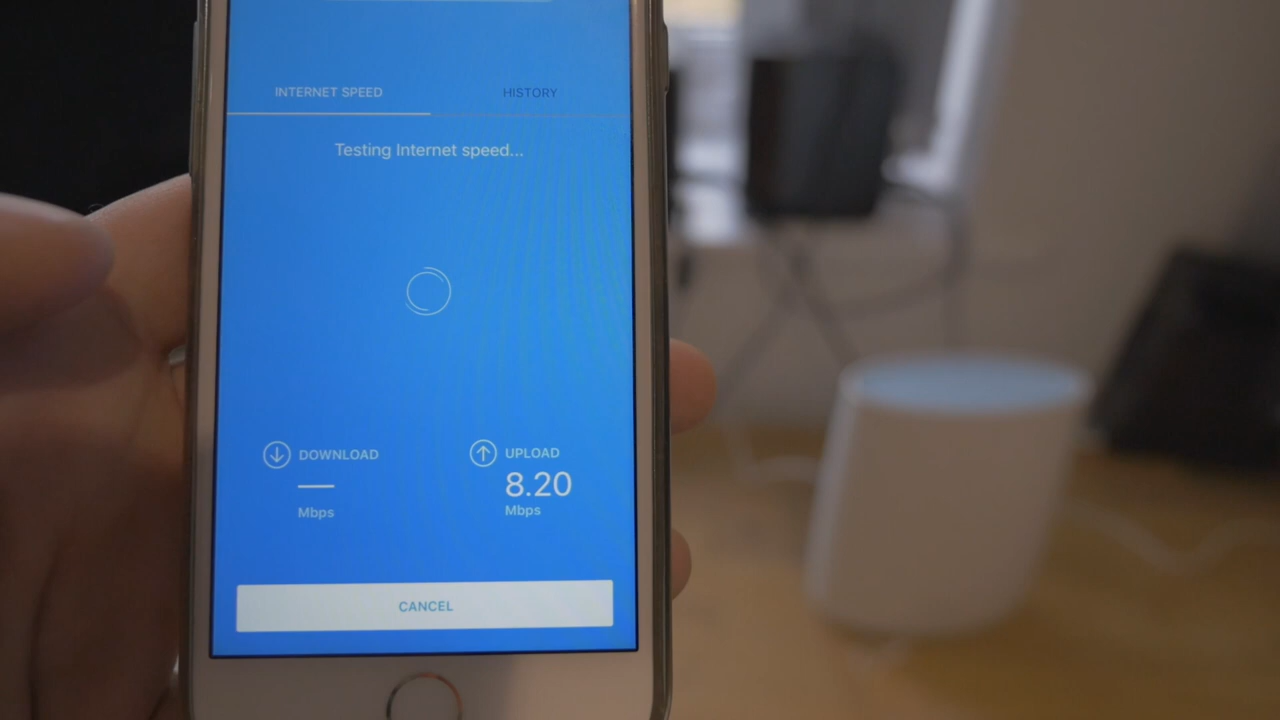 INTERNET SPEED
HISTORY
Testing Internet speed...
DOWNLOAD
—
Mbps
UPLOAD
8.20
Mbps
CANCEL